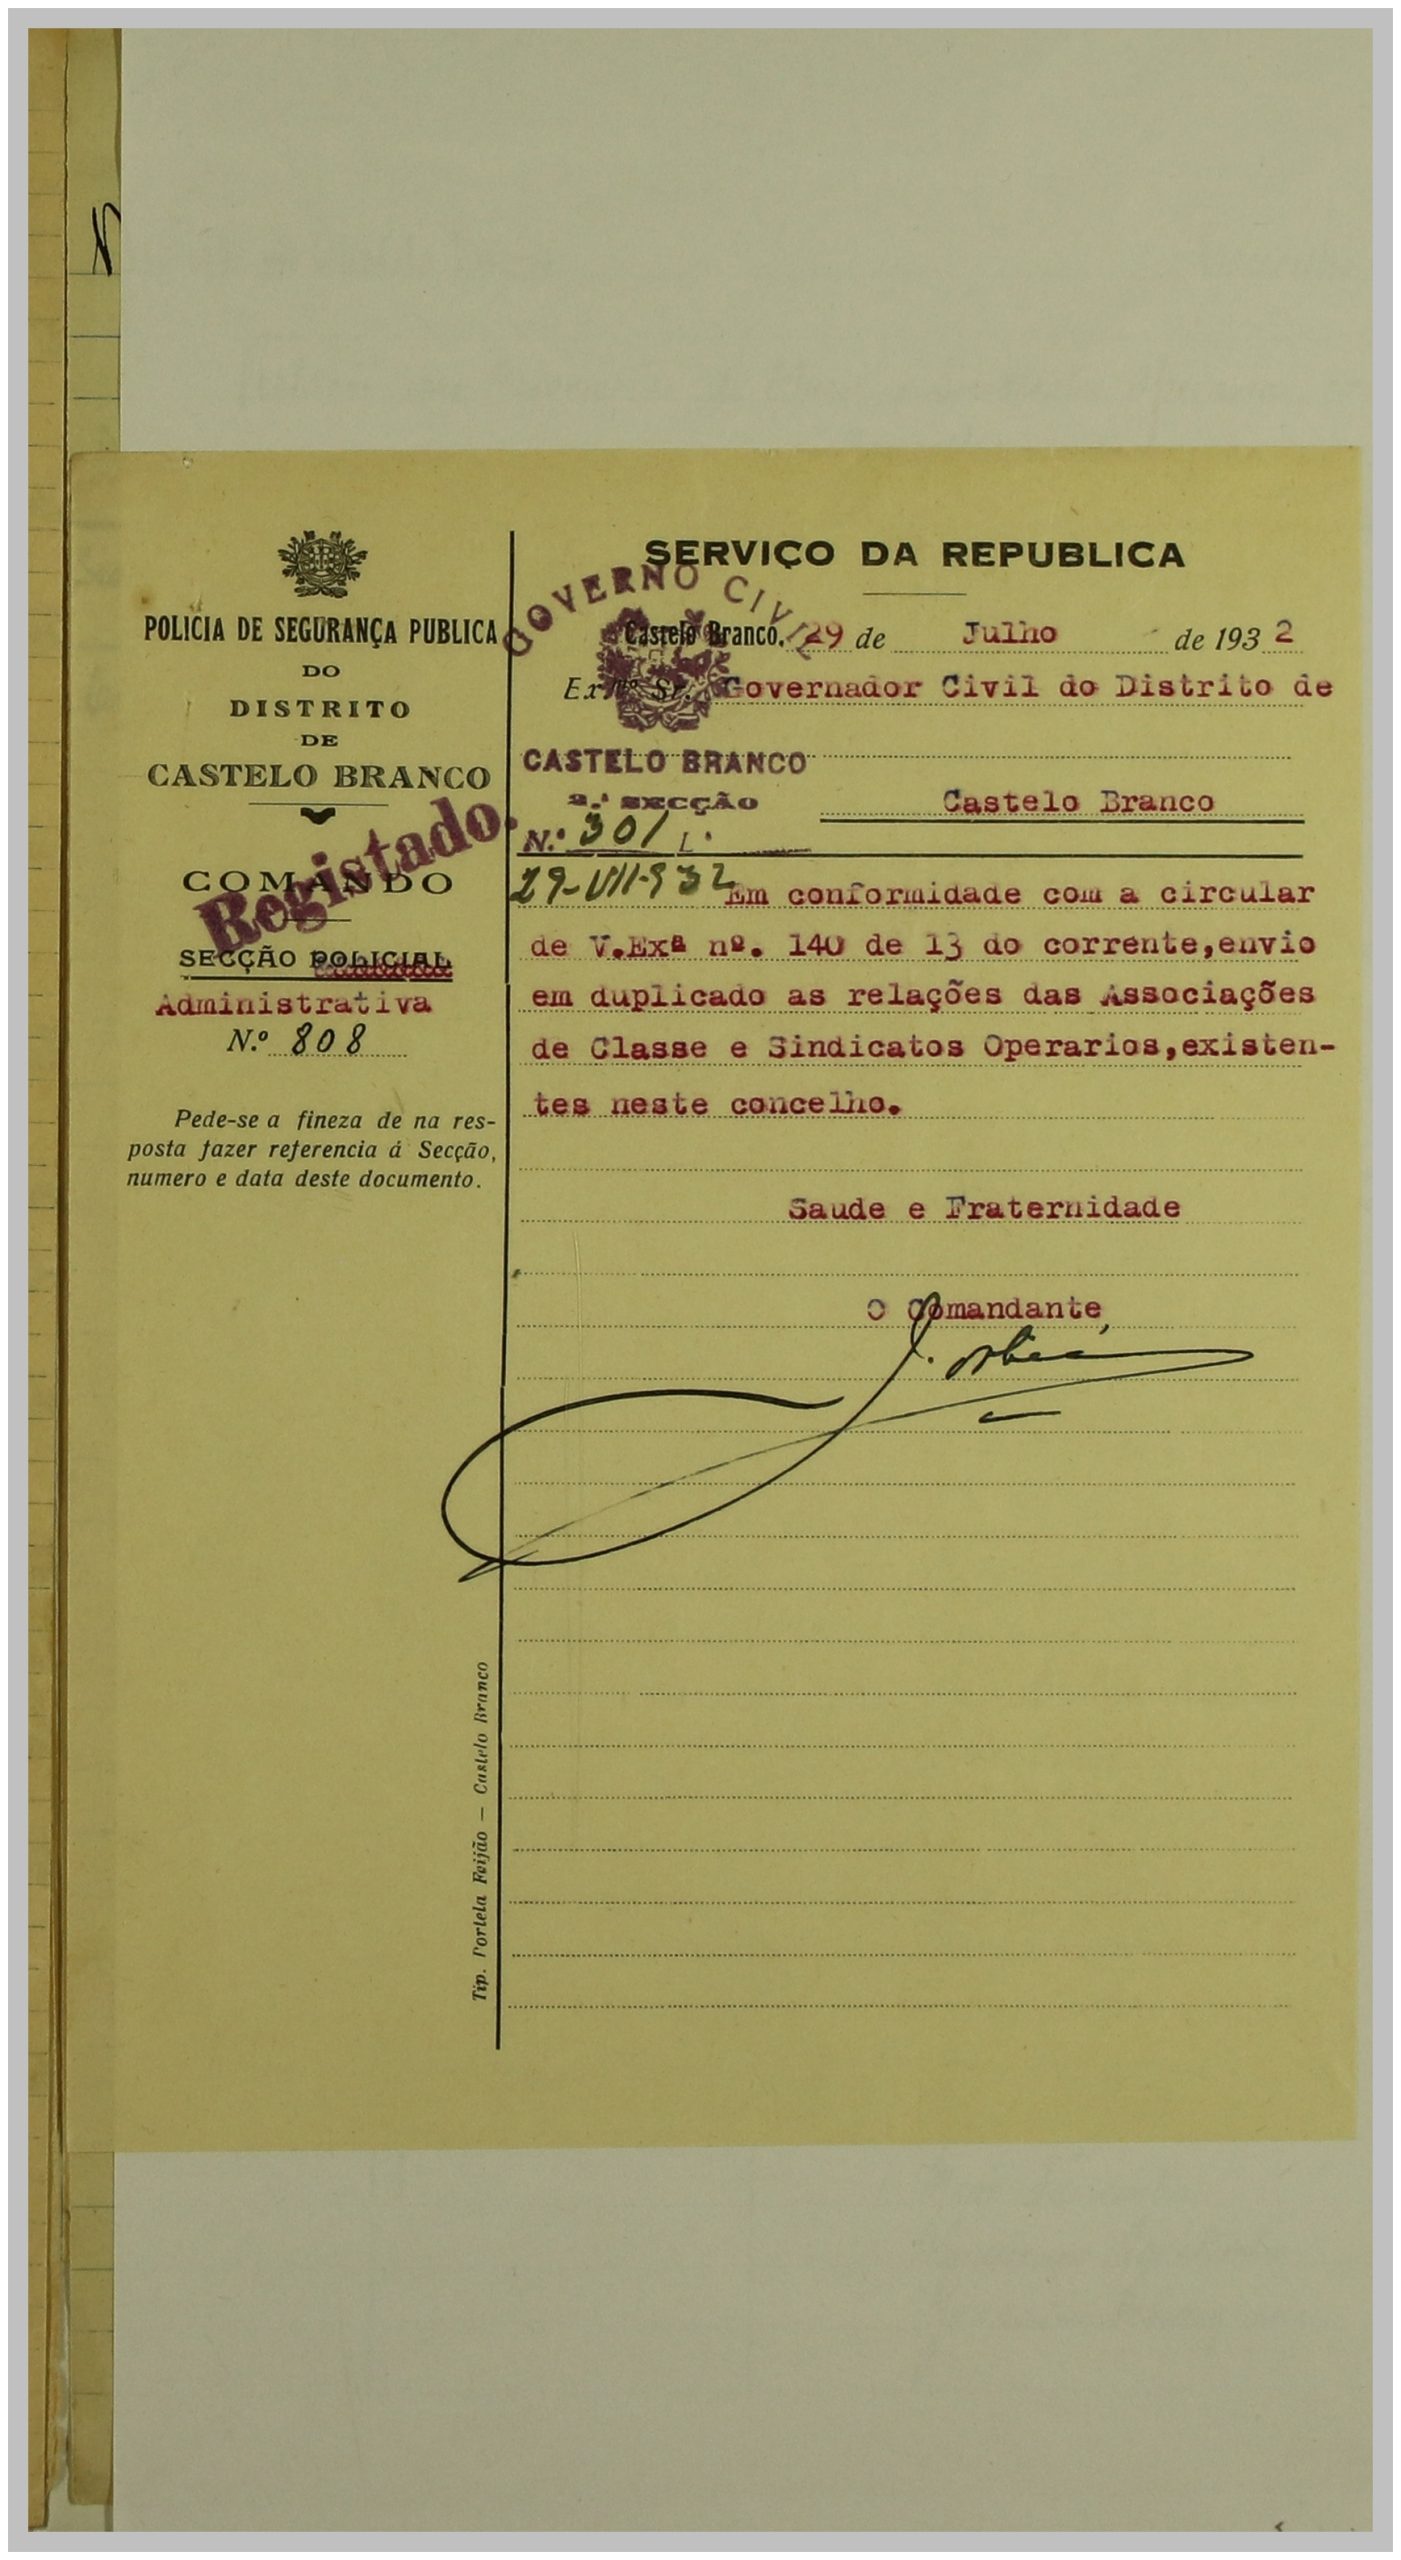 POLICIA DE SEGURANÇA PUBLICA
DO
DISTRITO
DE
CASTELO BRANCO
Registado.
COMANDO
SECÇÃO POLICIAL
Administrativa
N.º 808
Pede-se a fineza de na res-
posta fazer referencia á Secção,
numero e data deste documento.
SERVIÇO DA REPUBLICA
GOVERNO CIVIL
Castelo Branco, 29 de Julho de 1932
Ex.mo Sr. Governador Civil do Distrito de
CASTELO BRANCO
2.ª SECÇÃO
Castelo Branco
N.º 301 L.
29-VII-932
Em conformidade com a circular
de V.Exª nº. 140 de 13 do corrente,envio
em duplicado as relações das Associações
de Classe e Sindicatos Operarios,existen-
tes neste concelho.
Saude e Fraternidade
O Comandante,
Tip. Portela Feijão — Castelo Branco